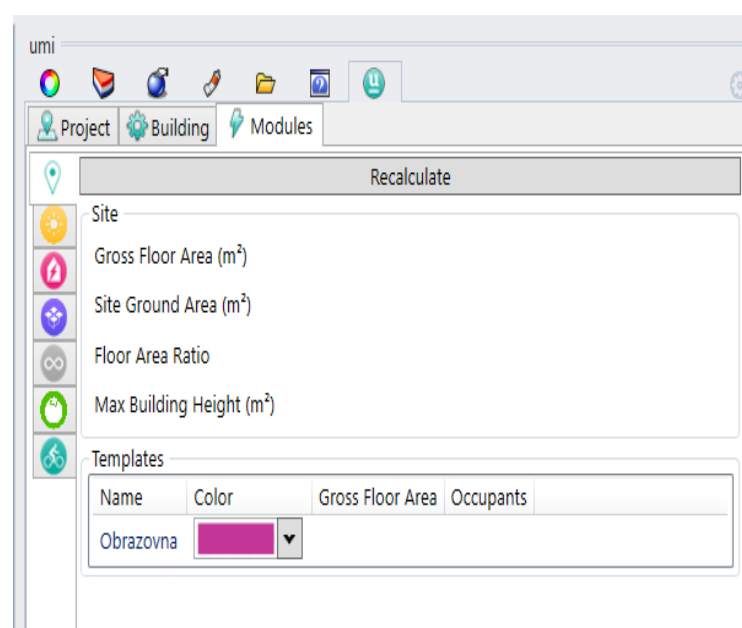 umi
Project Building Modules
Recalculate
Site
Gross Floor Area (m²)
Site Ground Area (m²)
Floor Area Ratio
Max Building Height (m²)
Templates
Name Color Gross Floor Area Occupants
Obrazovna